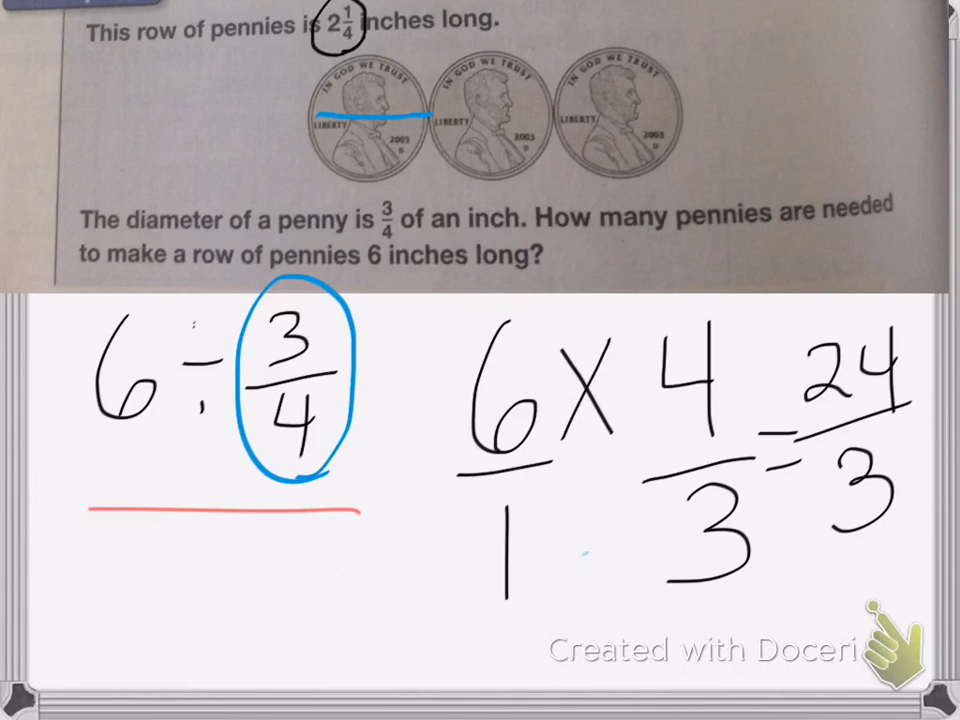 This row of pennies is 2 1/4 inches long.
IN GOD WE TRUST IN GOD WE TRUST IN GOD WE TRUST
LIBERTY LIBERTY LIBERTY
2003 2003 2003
D D D
The diameter of a penny is 3/4 of an inch. How many pennies are needed
to make a row of pennies 6 inches long?
6 ÷ 3/4 6/1 X 4/3 = 24/3
Created with Doceri